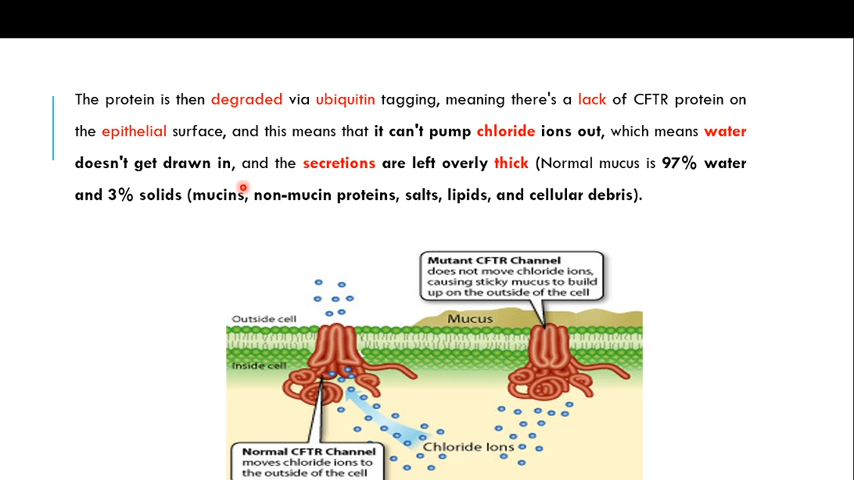 The protein is then degraded via ubiquitin tagging, meaning there's a lack of CFTR protein on
the epithelial surface, and this means that it can't pump chloride ions out, which means water
doesn't get drawn in, and the secretions are left overly thick (Normal mucus is 97% water
and 3% solids (mucins, non-mucin proteins, salts, lipids, and cellular debris).
Mutant CFTR Channel
does not move chloride ions,
causing sticky mucus to build
up on the outside of the cell
Outside cell
Mucus
Inside cell
Chloride Ions
Normal CFTR Channel
moves chloride ions to
the outside of the cell